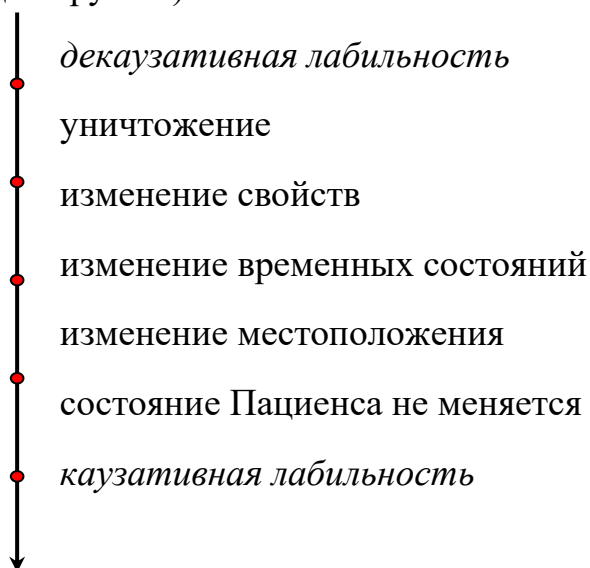 декаузативная лабильность
уничтожение
изменение свойств
изменение временных состояний
изменение местоположения
состояние Пациенса не меняется
каузативная лабильность